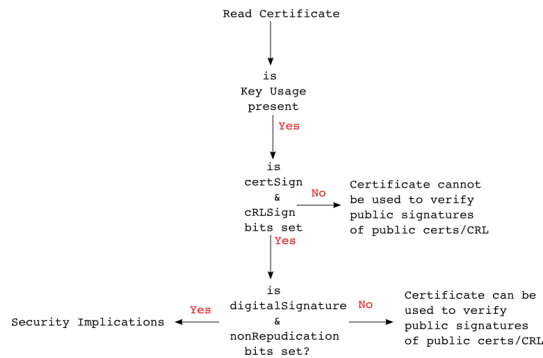 Read Certificate
is
Key Usage
present
Yes
is
certSign
&
cRLSign
bits set
No
Certificate cannot
be used to verify
public signatures
of public certs/CRL
Yes
is
digitalSignature
&
nonRepudication
bits set?
Yes
Security Implications
No
Certificate can be
used to verify
public signatures
of public certs/CRL